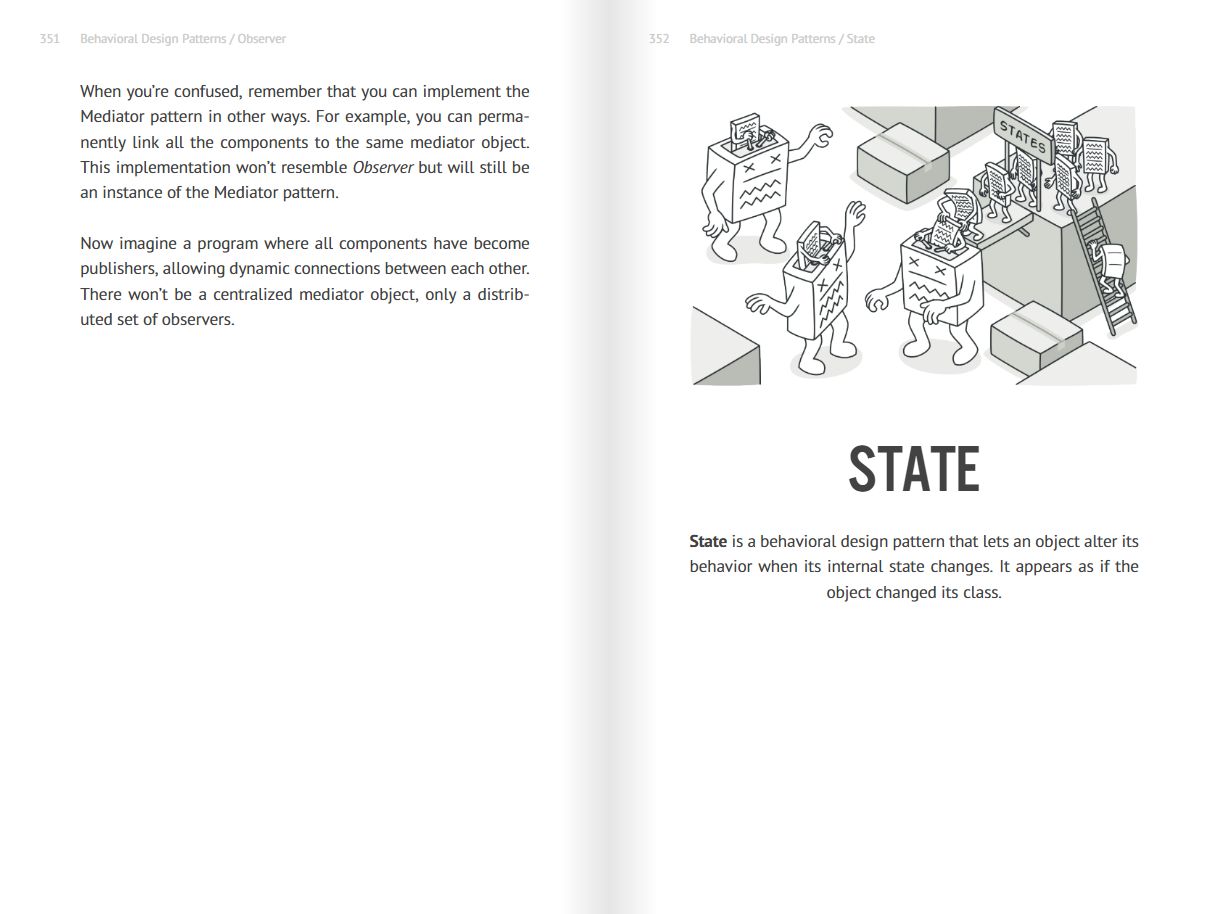 351 Behavioral Design Patterns / Observer
When you’re confused, remember that you can implement the
Mediator pattern in other ways. For example, you can perma-
nently link all the components to the same mediator object.
This implementation won’t resemble Observer but will still be
an instance of the Mediator pattern.
Now imagine a program where all components have become
publishers, allowing dynamic connections between each other.
There won’t be a centralized mediator object, only a distrib-
uted set of observers.
352 Behavioral Design Patterns / State
STATES
STATE
State is a behavioral design pattern that lets an object alter its
behavior when its internal state changes. It appears as if the
object changed its class.